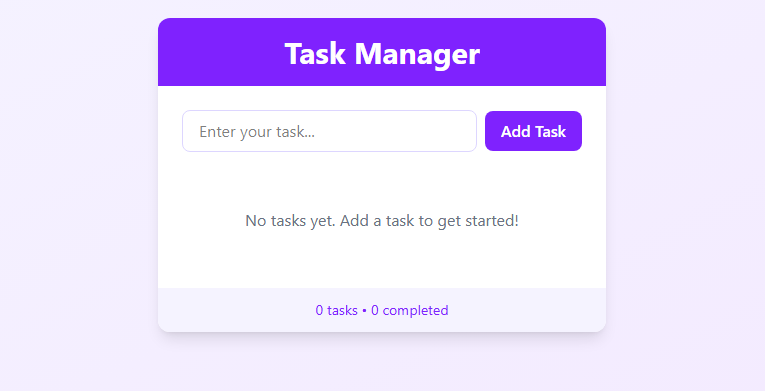 Task Manager
Enter your task...
Add Task
No tasks yet. Add a task to get started!
0 tasks • 0 completed